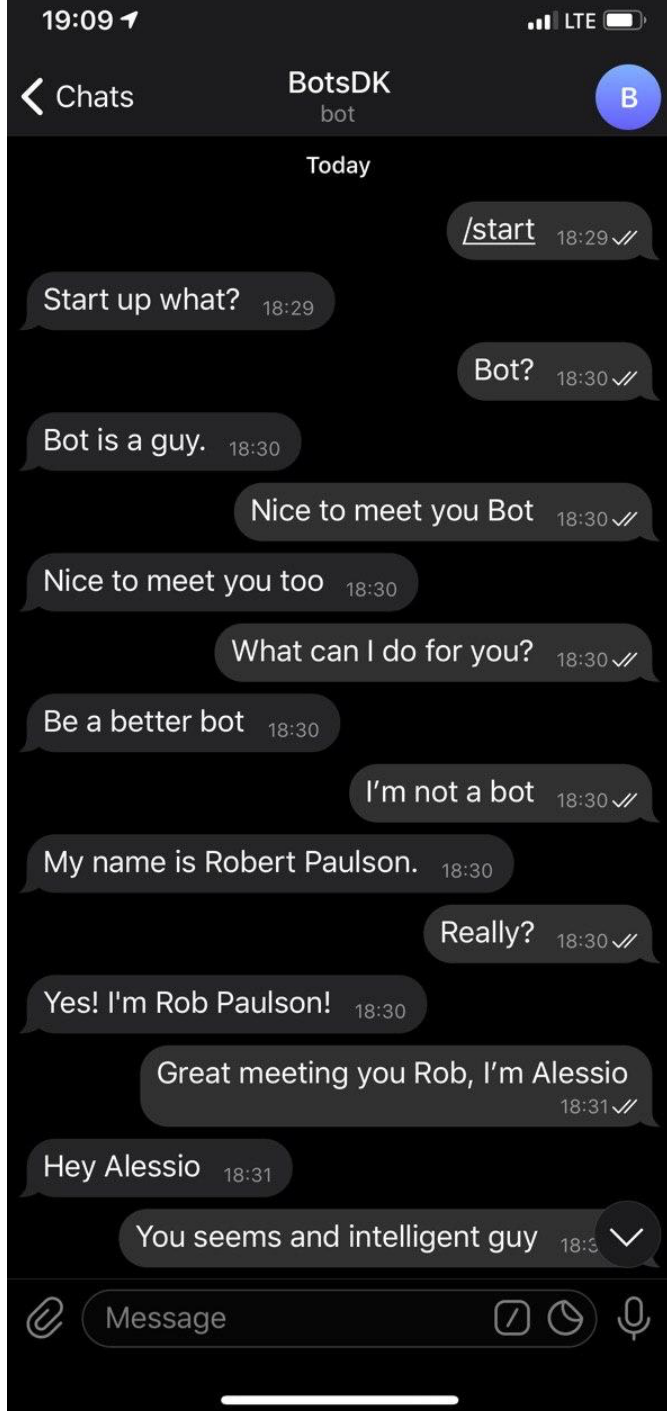 19:09
LTE
Chats
BotsDK
B
bot
Today
/start 18:29
Start up what? 18:29
Bot? 18:30
Bot is a guy. 18:30
Nice to meet you Bot 18:30
Nice to meet you too 18:30
What can I do for you? 18:30
Be a better bot 18:30
I’m not a bot 18:30
My name is Robert Paulson. 18:30
Really? 18:30
Yes! I'm Rob Paulson! 18:30
Great meeting you Rob, I’m Alessio
18:31
Hey Alessio 18:31
You seems and intelligent guy
Message